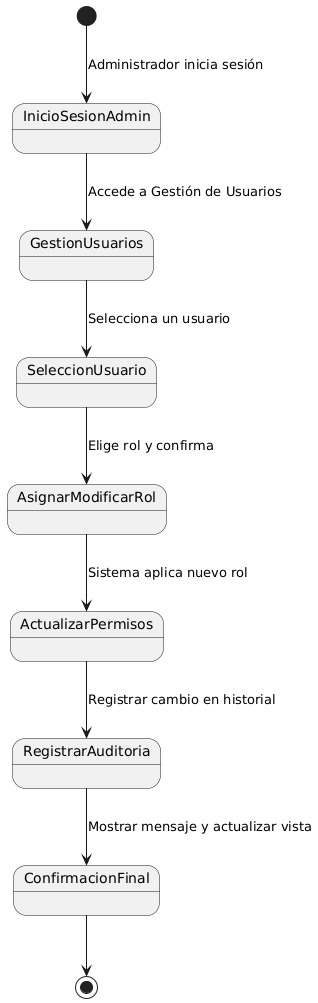 Administrador inicia sesión
InicioSesionAdmin
Accede a Gestión de Usuarios
GestionUsuarios
Selecciona un usuario
SeleccionUsuario
Elige rol y confirma
AsignarModificarRol
Sistema aplica nuevo rol
ActualizarPermisos
Registrar cambio en historial
RegistrarAuditoria
Mostrar mensaje y actualizar vista
ConfirmacionFinal